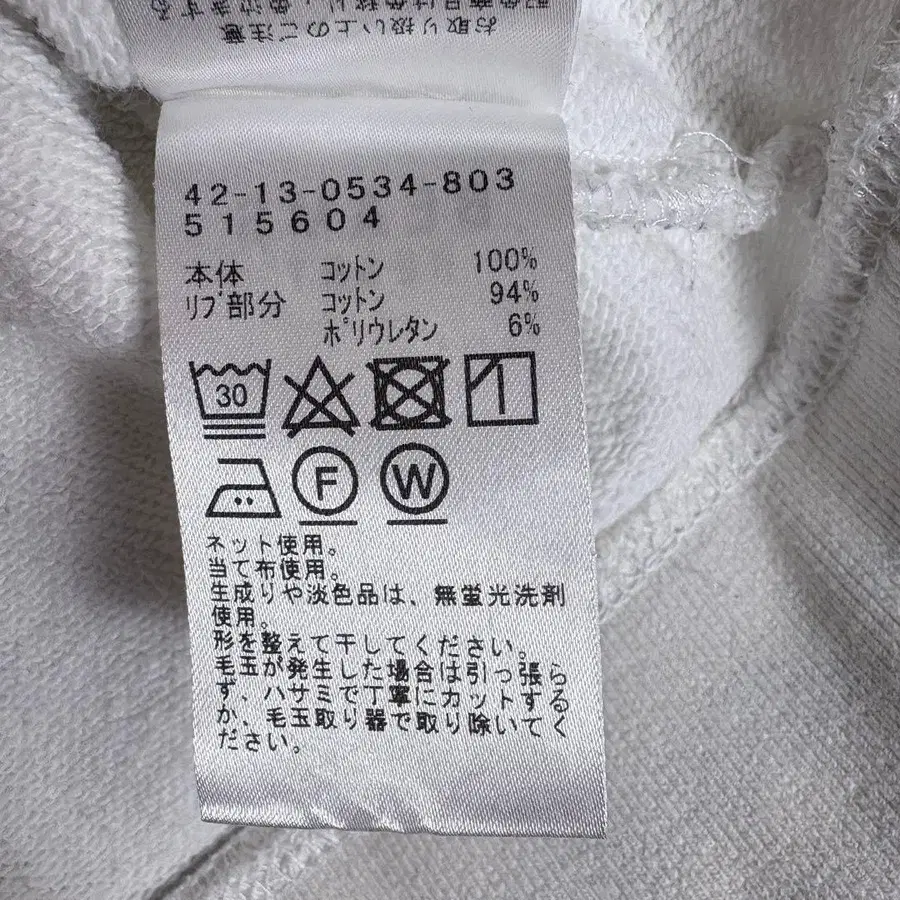 お取り扱い上のご注意
42-13-0534-803
515604
本体 コットン 100%
リブ部分 コットン 94%
ポリウレタン 6%
30
F W
ネット使用。
当て布使用。
生成りや淡色品は、無蛍光洗剤
使用。
形を整えて干してください。
毛玉が発生した場合は引っ張ら
ず、ハサミで丁寧にカットする
か、毛玉取り器で取り除いてく
ださい。